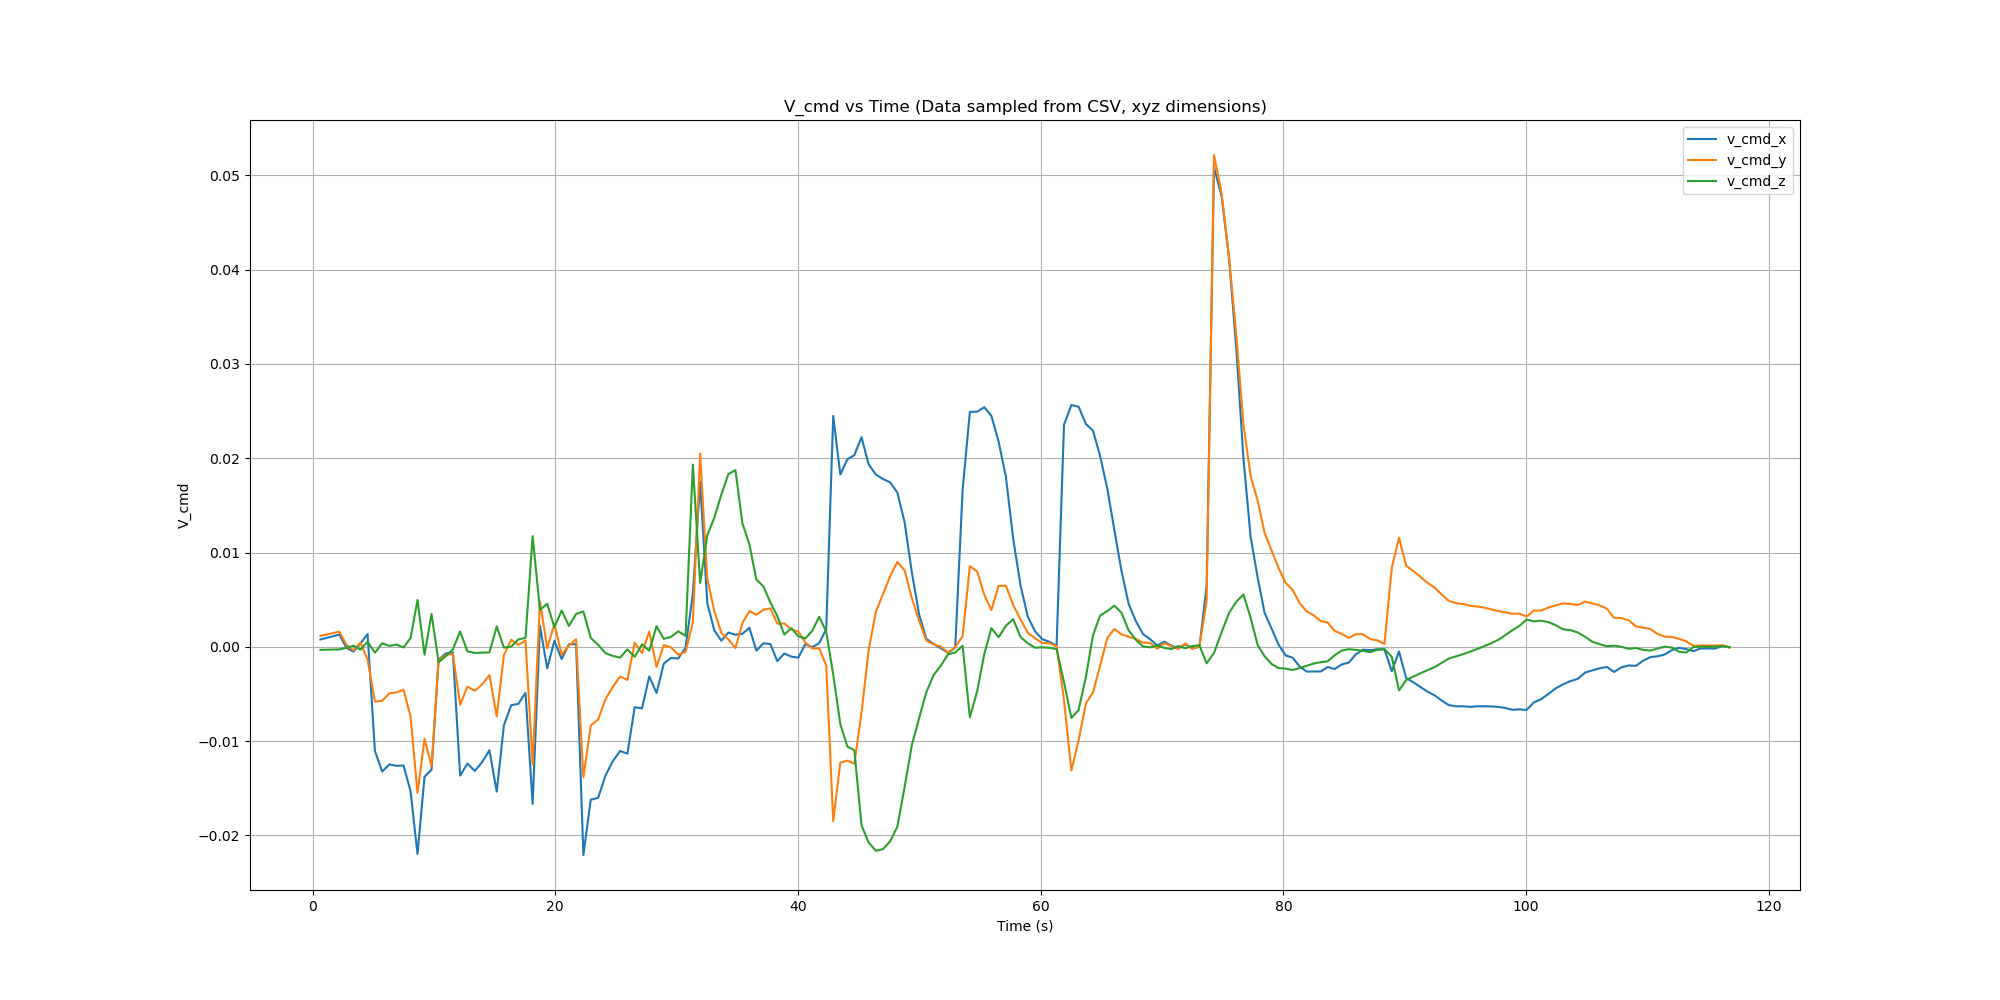 V_cmd vs Time (Data sampled from CSV, xyz dimensions)
v_cmd_x
v_cmd_y
v_cmd_z
0.05
0.04
0.03
0.02
0.01
0.00
−0.01
−0.02
V_cmd
0 20 40 60 80 100 120
Time (s)